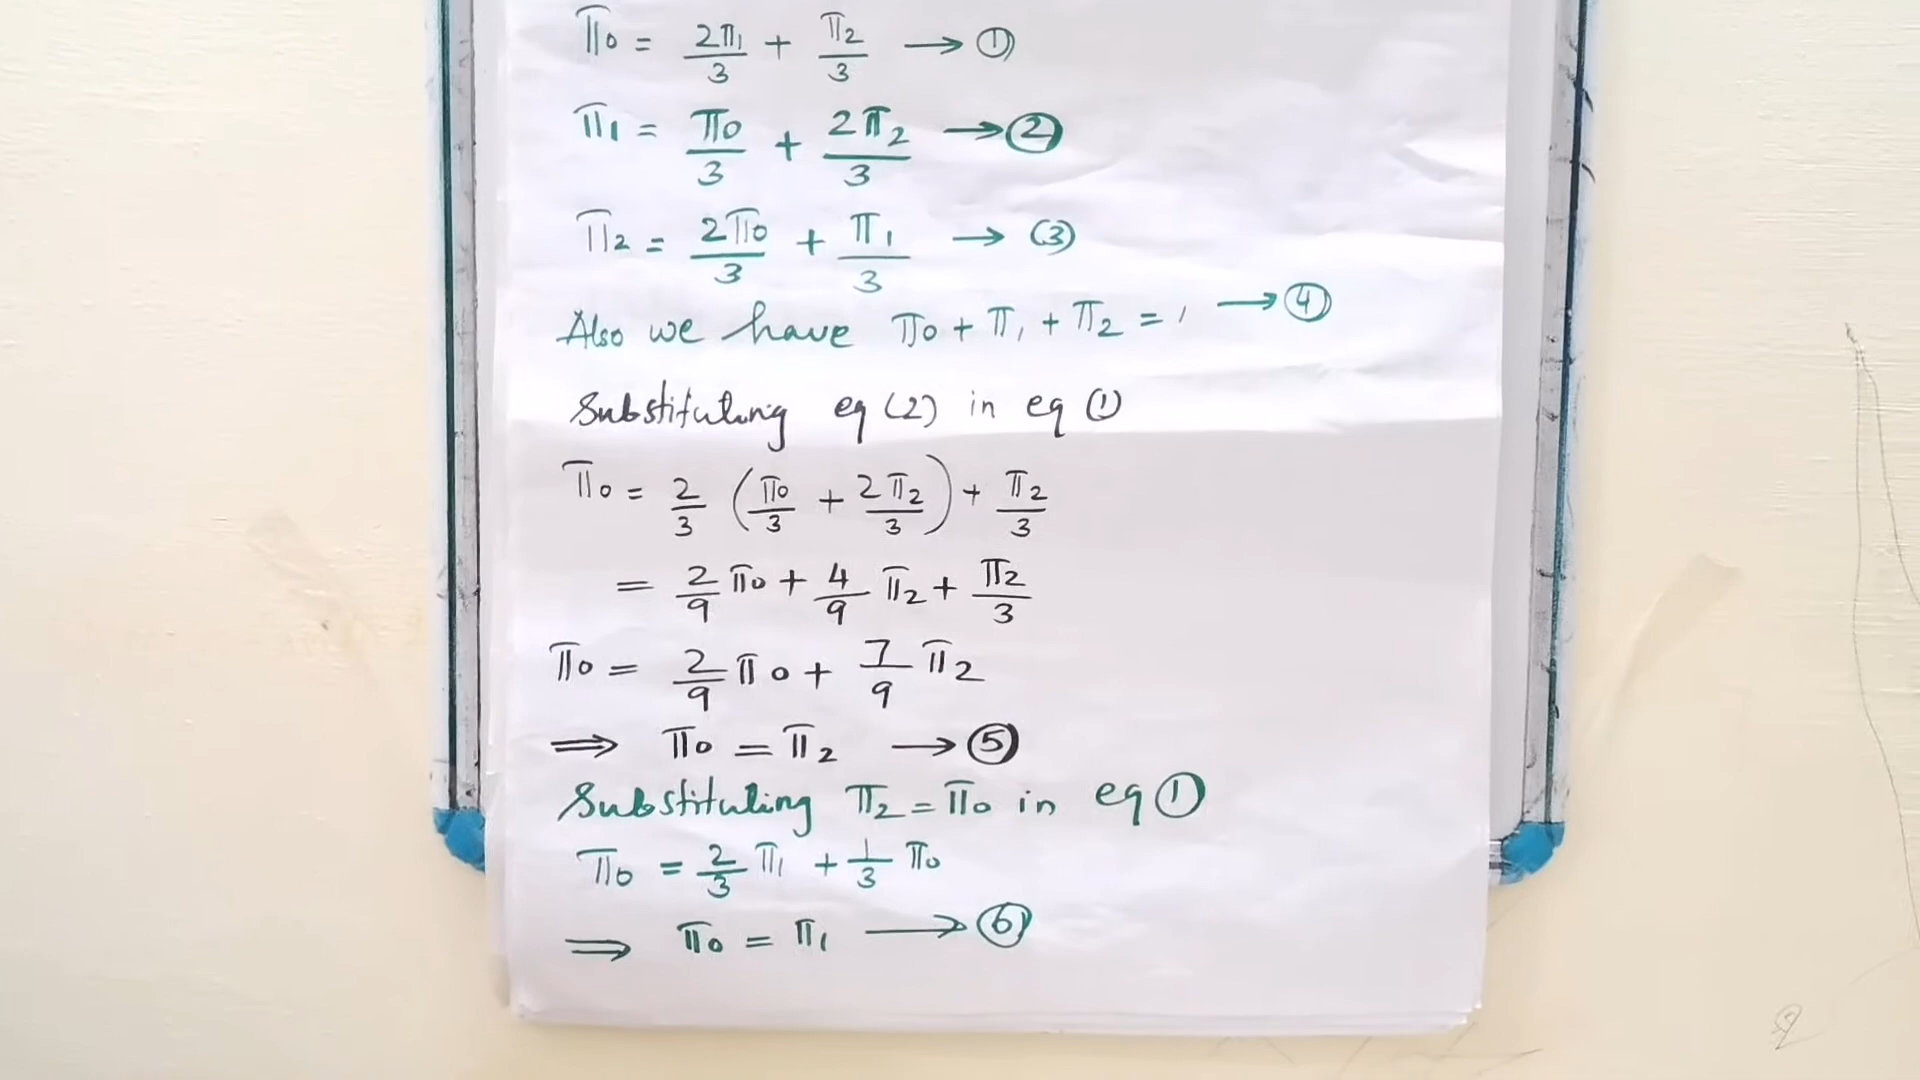 π0 = 2π1/3 + π2/3 → ①
π1 = π0/3 + 2π2/3 → ②
π2 = 2π0/3 + π1/3 → (3)
Also we have π0 + π1 + π2 = 1 → ④
Substituting eq (2) in eq ①
π0 = 2/3 (π0/3 + 2π2/3) + π2/3
= 2/9 π0 + 4/9 π2 + π2/3
π0 = 2/9 π0 + 7/9 π2
⇒ π0 = π2 → ⑤
Substituting π2 = π0 in eq ①
π0 = 2/3 π1 + 1/3 π0
⇒ π0 = π1 → ⑥